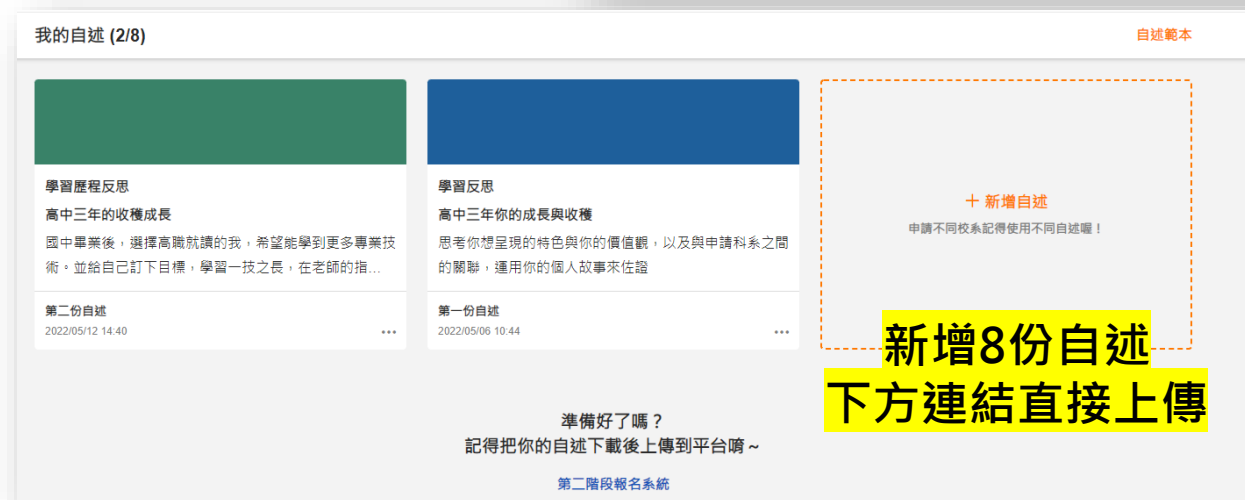 我的自述 (2/8)
自述範本
學習歷程反思
高中三年的收穫成長
國中畢業後，選擇高職就讀的我，希望能學到更多專業技
術。並給自己訂下目標，學習一技之長，在老師的指...
第二份自述
2022/05/12 14:40
學習反思
高中三年你的成長與收穫
思考你想呈現的特色與你的價值觀，以及與申請科系之間
的關聯，運用你的個人故事來佐證
第一份自述
2022/05/06 10:44
＋ 新增自述
申請不同校系記得使用不同自述喔！
新增8份自述
下方連結直接上傳
準備好了嗎？
記得把你的自述下載後上傳到平台唷～
第二階段報名系統